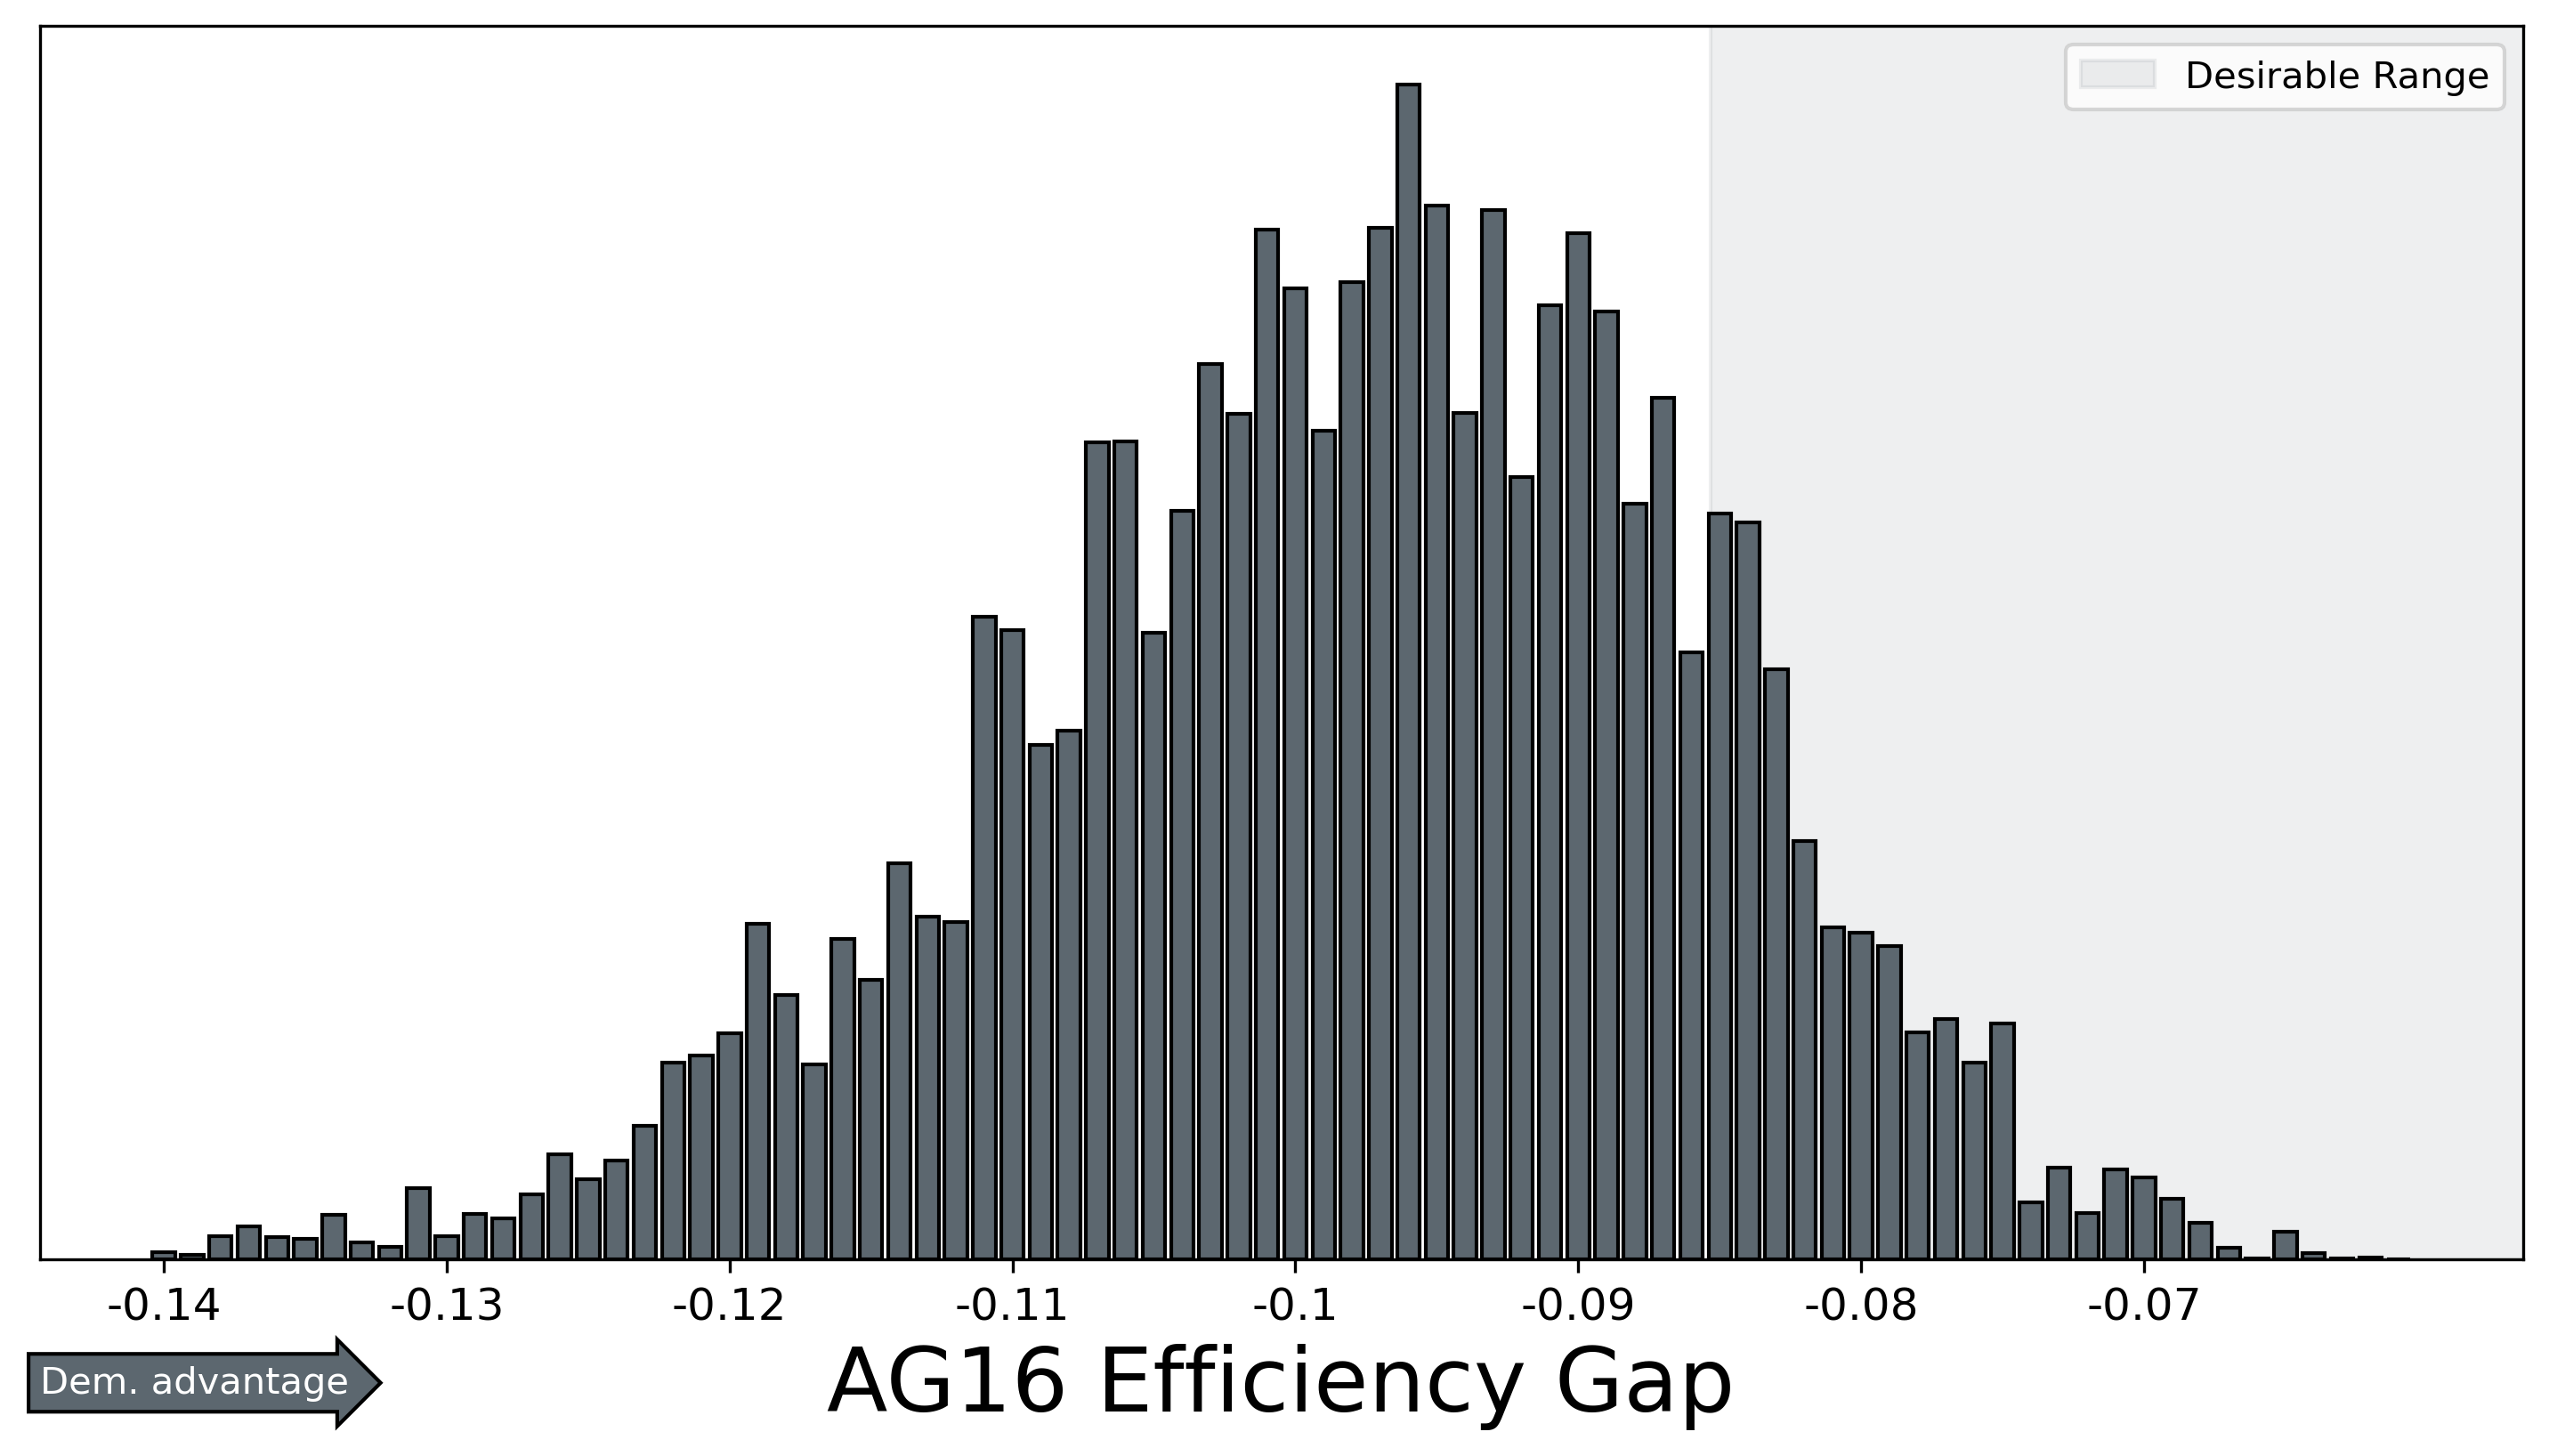 Desirable Range
-0.14 -0.13 -0.12 -0.11 -0.1 -0.09 -0.08 -0.07
Dem. advantage
AG16 Efficiency Gap